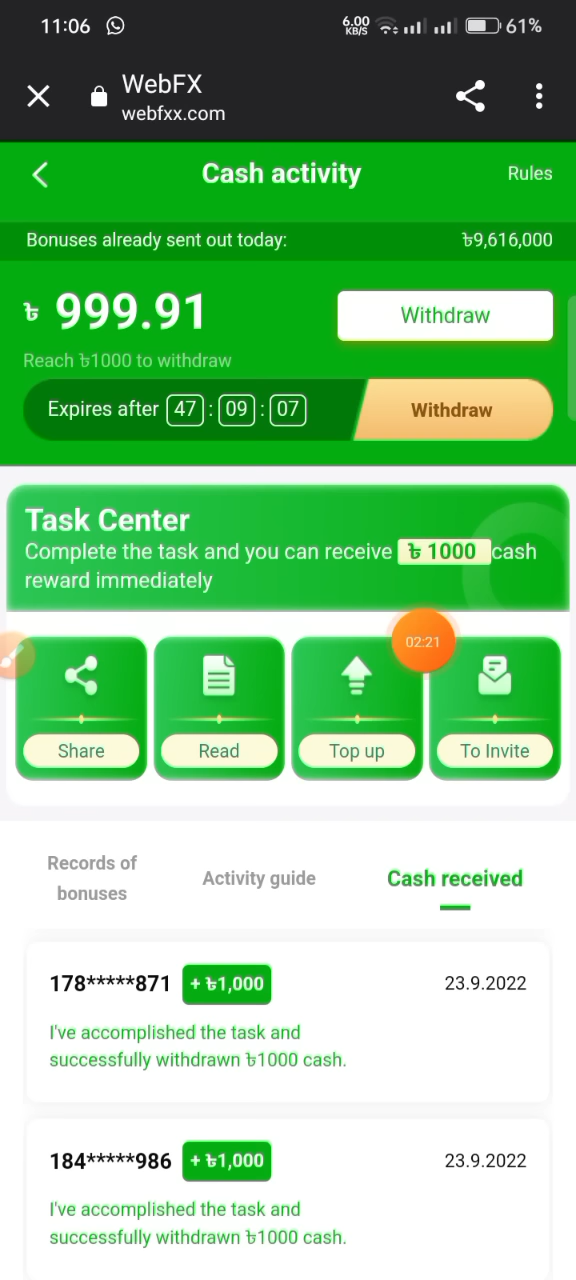 11:06
6.00
KB/S
61%
WebFX
webfxx.com
Cash activity
Rules
Bonuses already sent out today:
৳9,616,000
৳ 999.91
Withdraw
Reach ৳1000 to withdraw
Expires after 47 : 09 : 07
Withdraw
Task Center
Complete the task and you can receive ৳ 1000 cash
reward immediately
02:21
Share
Read
Top up
To Invite
Records of
bonuses
Activity guide
Cash received
178*****871 + ৳1,000 23.9.2022
I've accomplished the task and
successfully withdrawn ৳1000 cash.
184*****986 + ৳1,000 23.9.2022
I've accomplished the task and
successfully withdrawn ৳1000 cash.